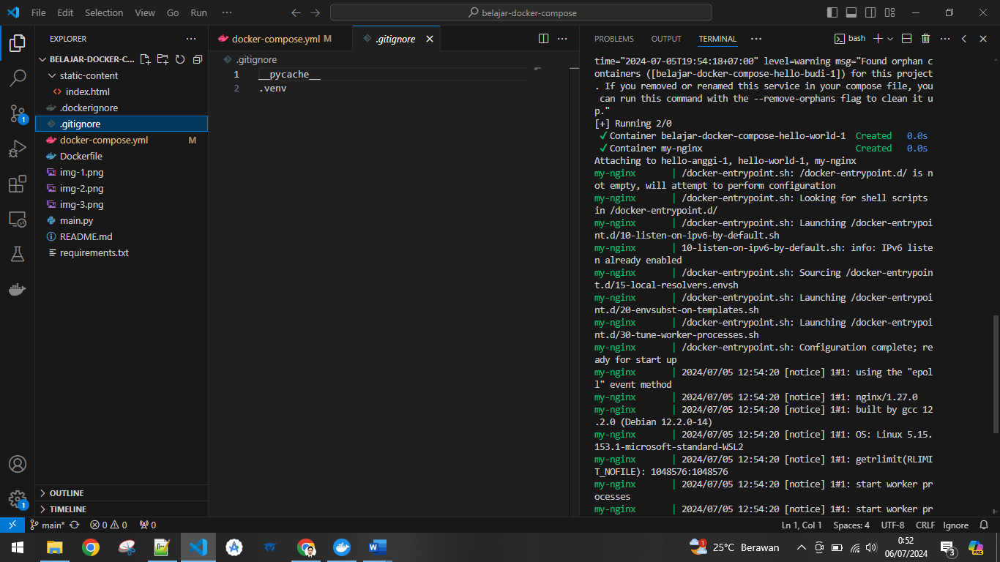 File Edit Selection View Go Run ··· belajar-docker-compose
EXPLORER
BELAJAR-DOCKER-C...
static-content
index.html
.dockerignore
.gitignore
docker-compose.yml M
Dockerfile
img-1.png
img-2.png
img-3.png
main.py
README.md
requirements.txt
OUTLINE
TIMELINE
1
1
docker-compose.yml M .gitignore
.gitignore
1 __pycache__
2 .venv
PROBLEMS OUTPUT TERMINAL ··· bash
time="2024-07-05T19:54:18+07:00" level=warning msg="Found orphan c
ontainers ([belajar-docker-compose-hello-budi-1]) for this project
. If you removed or renamed this service in your compose file, you
can run this command with the --remove-orphans flag to clean it u
p."
[+] Running 2/0
✓ Container belajar-docker-compose-hello-world-1 Created 0.0s
✓ Container my-nginx Created 0.0s
Attaching to hello-anggi-1, hello-world-1, my-nginx
my-nginx | /docker-entrypoint.sh: /docker-entrypoint.d/ is n
ot empty, will attempt to perform configuration
my-nginx | /docker-entrypoint.sh: Looking for shell scripts
in /docker-entrypoint.d/
my-nginx | /docker-entrypoint.sh: Launching /docker-entrypoi
nt.d/10-listen-on-ipv6-by-default.sh
my-nginx | 10-listen-on-ipv6-by-default.sh: info: IPv6 liste
n already enabled
my-nginx | /docker-entrypoint.sh: Sourcing /docker-entrypoin
t.d/15-local-resolvers.envsh
my-nginx | /docker-entrypoint.sh: Launching /docker-entrypoi
nt.d/20-envsubst-on-templates.sh
my-nginx | /docker-entrypoint.sh: Launching /docker-entrypoi
nt.d/30-tune-worker-processes.sh
my-nginx | /docker-entrypoint.sh: Configuration complete; re
ady for start up
my-nginx | 2024/07/05 12:54:20 [notice] 1#1: using the "epol
l" event method
my-nginx | 2024/07/05 12:54:20 [notice] 1#1: nginx/1.27.0
my-nginx | 2024/07/05 12:54:20 [notice] 1#1: built by gcc 12
.2.0 (Debian 12.2.0-14)
my-nginx | 2024/07/05 12:54:20 [notice] 1#1: OS: Linux 5.15.
153.1-microsoft-standard-WSL2
my-nginx | 2024/07/05 12:54:20 [notice] 1#1: getrlimit(RLIMI
T_NOFILE): 1048576:1048576
my-nginx | 2024/07/05 12:54:20 [notice] 1#1: start worker pr
ocesses
my-nginx | 2024/07/05 12:54:20 [notice] 1#1: start worker pr
main* 0 0 0 Ln 1, Col 1 Spaces: 4 UTF-8 CRLF Ignore
25°C Berawan 0:52
06/07/2024
3
PRE